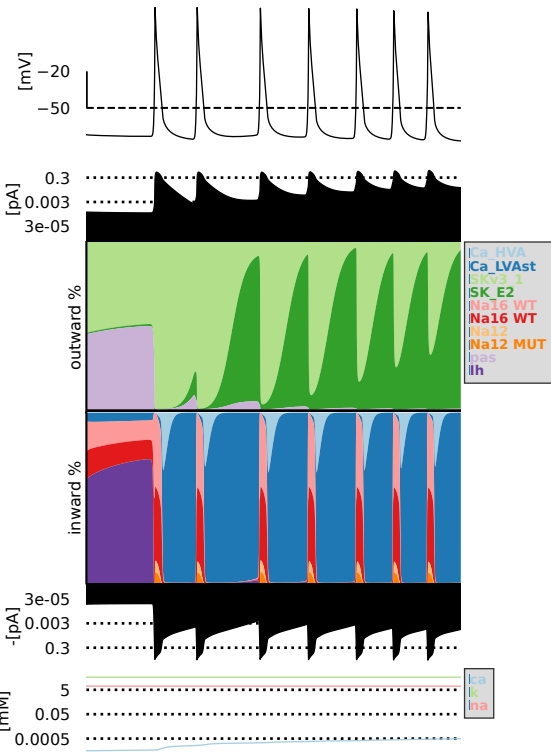 [mV]
−20
−50
[pA]
0.3
0.003
3e-05
outward %
Ca_HVA
Ca_LVAst
SKv3_1
SK_E2
Na16 WT
Na16 WT
Na12
Na12 MUT
pas
Ih
inward %
-[pA]
3e-05
0.003
0.3
[mM]
5
0.05
0.0005
ca
k
na